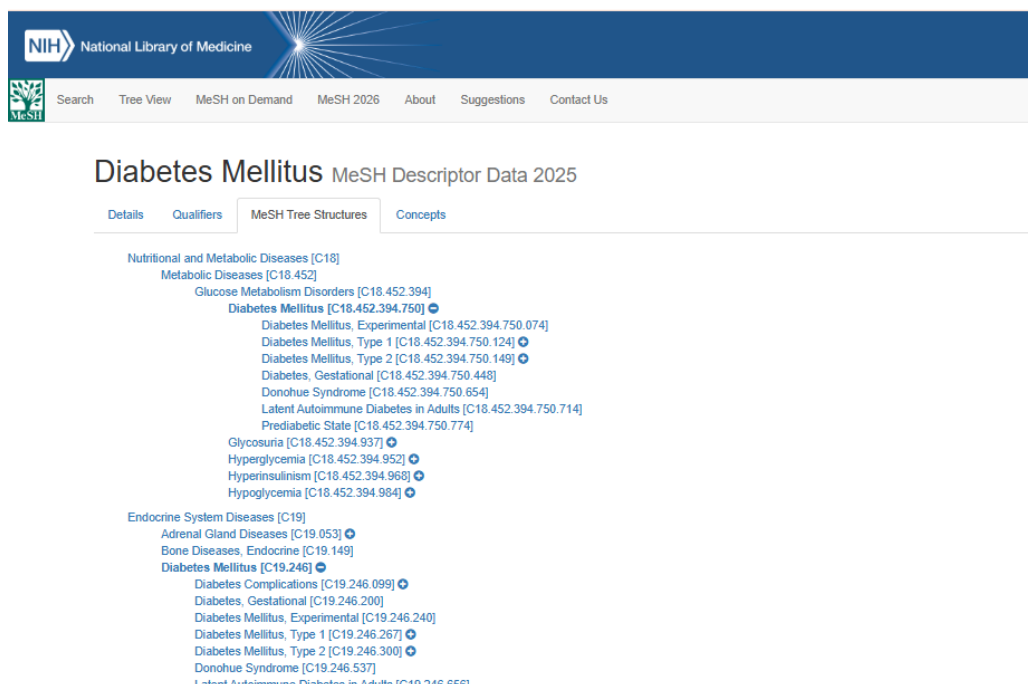 NIH National Library of Medicine
MeSH
Search Tree View MeSH on Demand MeSH 2026 About Suggestions Contact Us
Diabetes Mellitus MeSH Descriptor Data 2025
Details Qualifiers MeSH Tree Structures Concepts
Nutritional and Metabolic Diseases [C18]
Metabolic Diseases [C18.452]
Glucose Metabolism Disorders [C18.452.394]
Diabetes Mellitus [C18.452.394.750]
Diabetes Mellitus, Experimental [C18.452.394.750.074]
Diabetes Mellitus, Type 1 [C18.452.394.750.124]
Diabetes Mellitus, Type 2 [C18.452.394.750.149]
Diabetes, Gestational [C18.452.394.750.448]
Donohue Syndrome [C18.452.394.750.654]
Latent Autoimmune Diabetes in Adults [C18.452.394.750.714]
Prediabetic State [C18.452.394.750.774]
Glycosuria [C18.452.394.937]
Hyperglycemia [C18.452.394.952]
Hyperinsulinism [C18.452.394.968]
Hypoglycemia [C18.452.394.984]
Endocrine System Diseases [C19]
Adrenal Gland Diseases [C19.053]
Bone Diseases, Endocrine [C19.149]
Diabetes Mellitus [C19.246]
Diabetes Complications [C19.246.099]
Diabetes, Gestational [C19.246.200]
Diabetes Mellitus, Experimental [C19.246.240]
Diabetes Mellitus, Type 1 [C19.246.267]
Diabetes Mellitus, Type 2 [C19.246.300]
Donohue Syndrome [C19.246.537]
Latent Autoimmune Diabetes in Adults [C19.246.656]